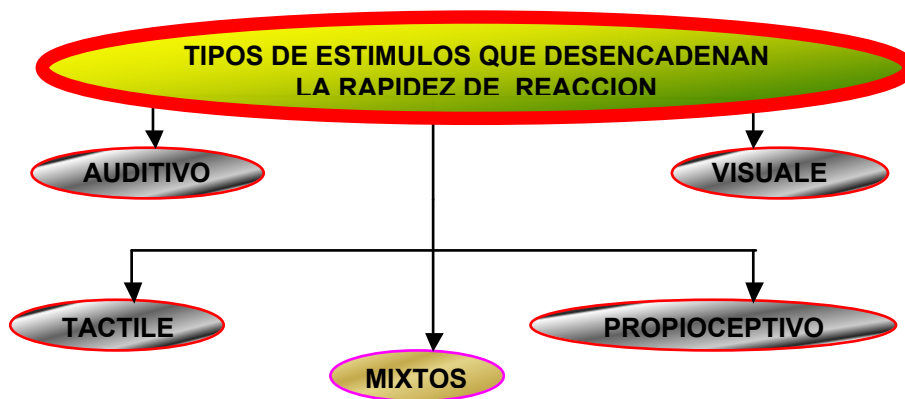 TIPOS DE ESTIMULOS QUE DESENCADENAN
LA RAPIDEZ DE REACCION
AUDITIVO
VISUALE
TACTILE
PROPIOCEPTIVO
MIXTOS